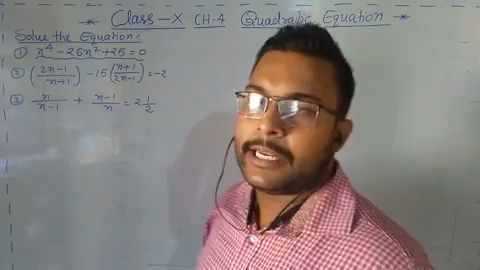 * Class-X CH-4 Quadratic Equation *
Solve the Equation:
① x⁴ - 26x² + 25 = 0
② ((2x-1)/(x+1)) - 15((x+1)/(2x-1)) = -2
③ x/(x-1) + (x-1)/x = 2 1/2